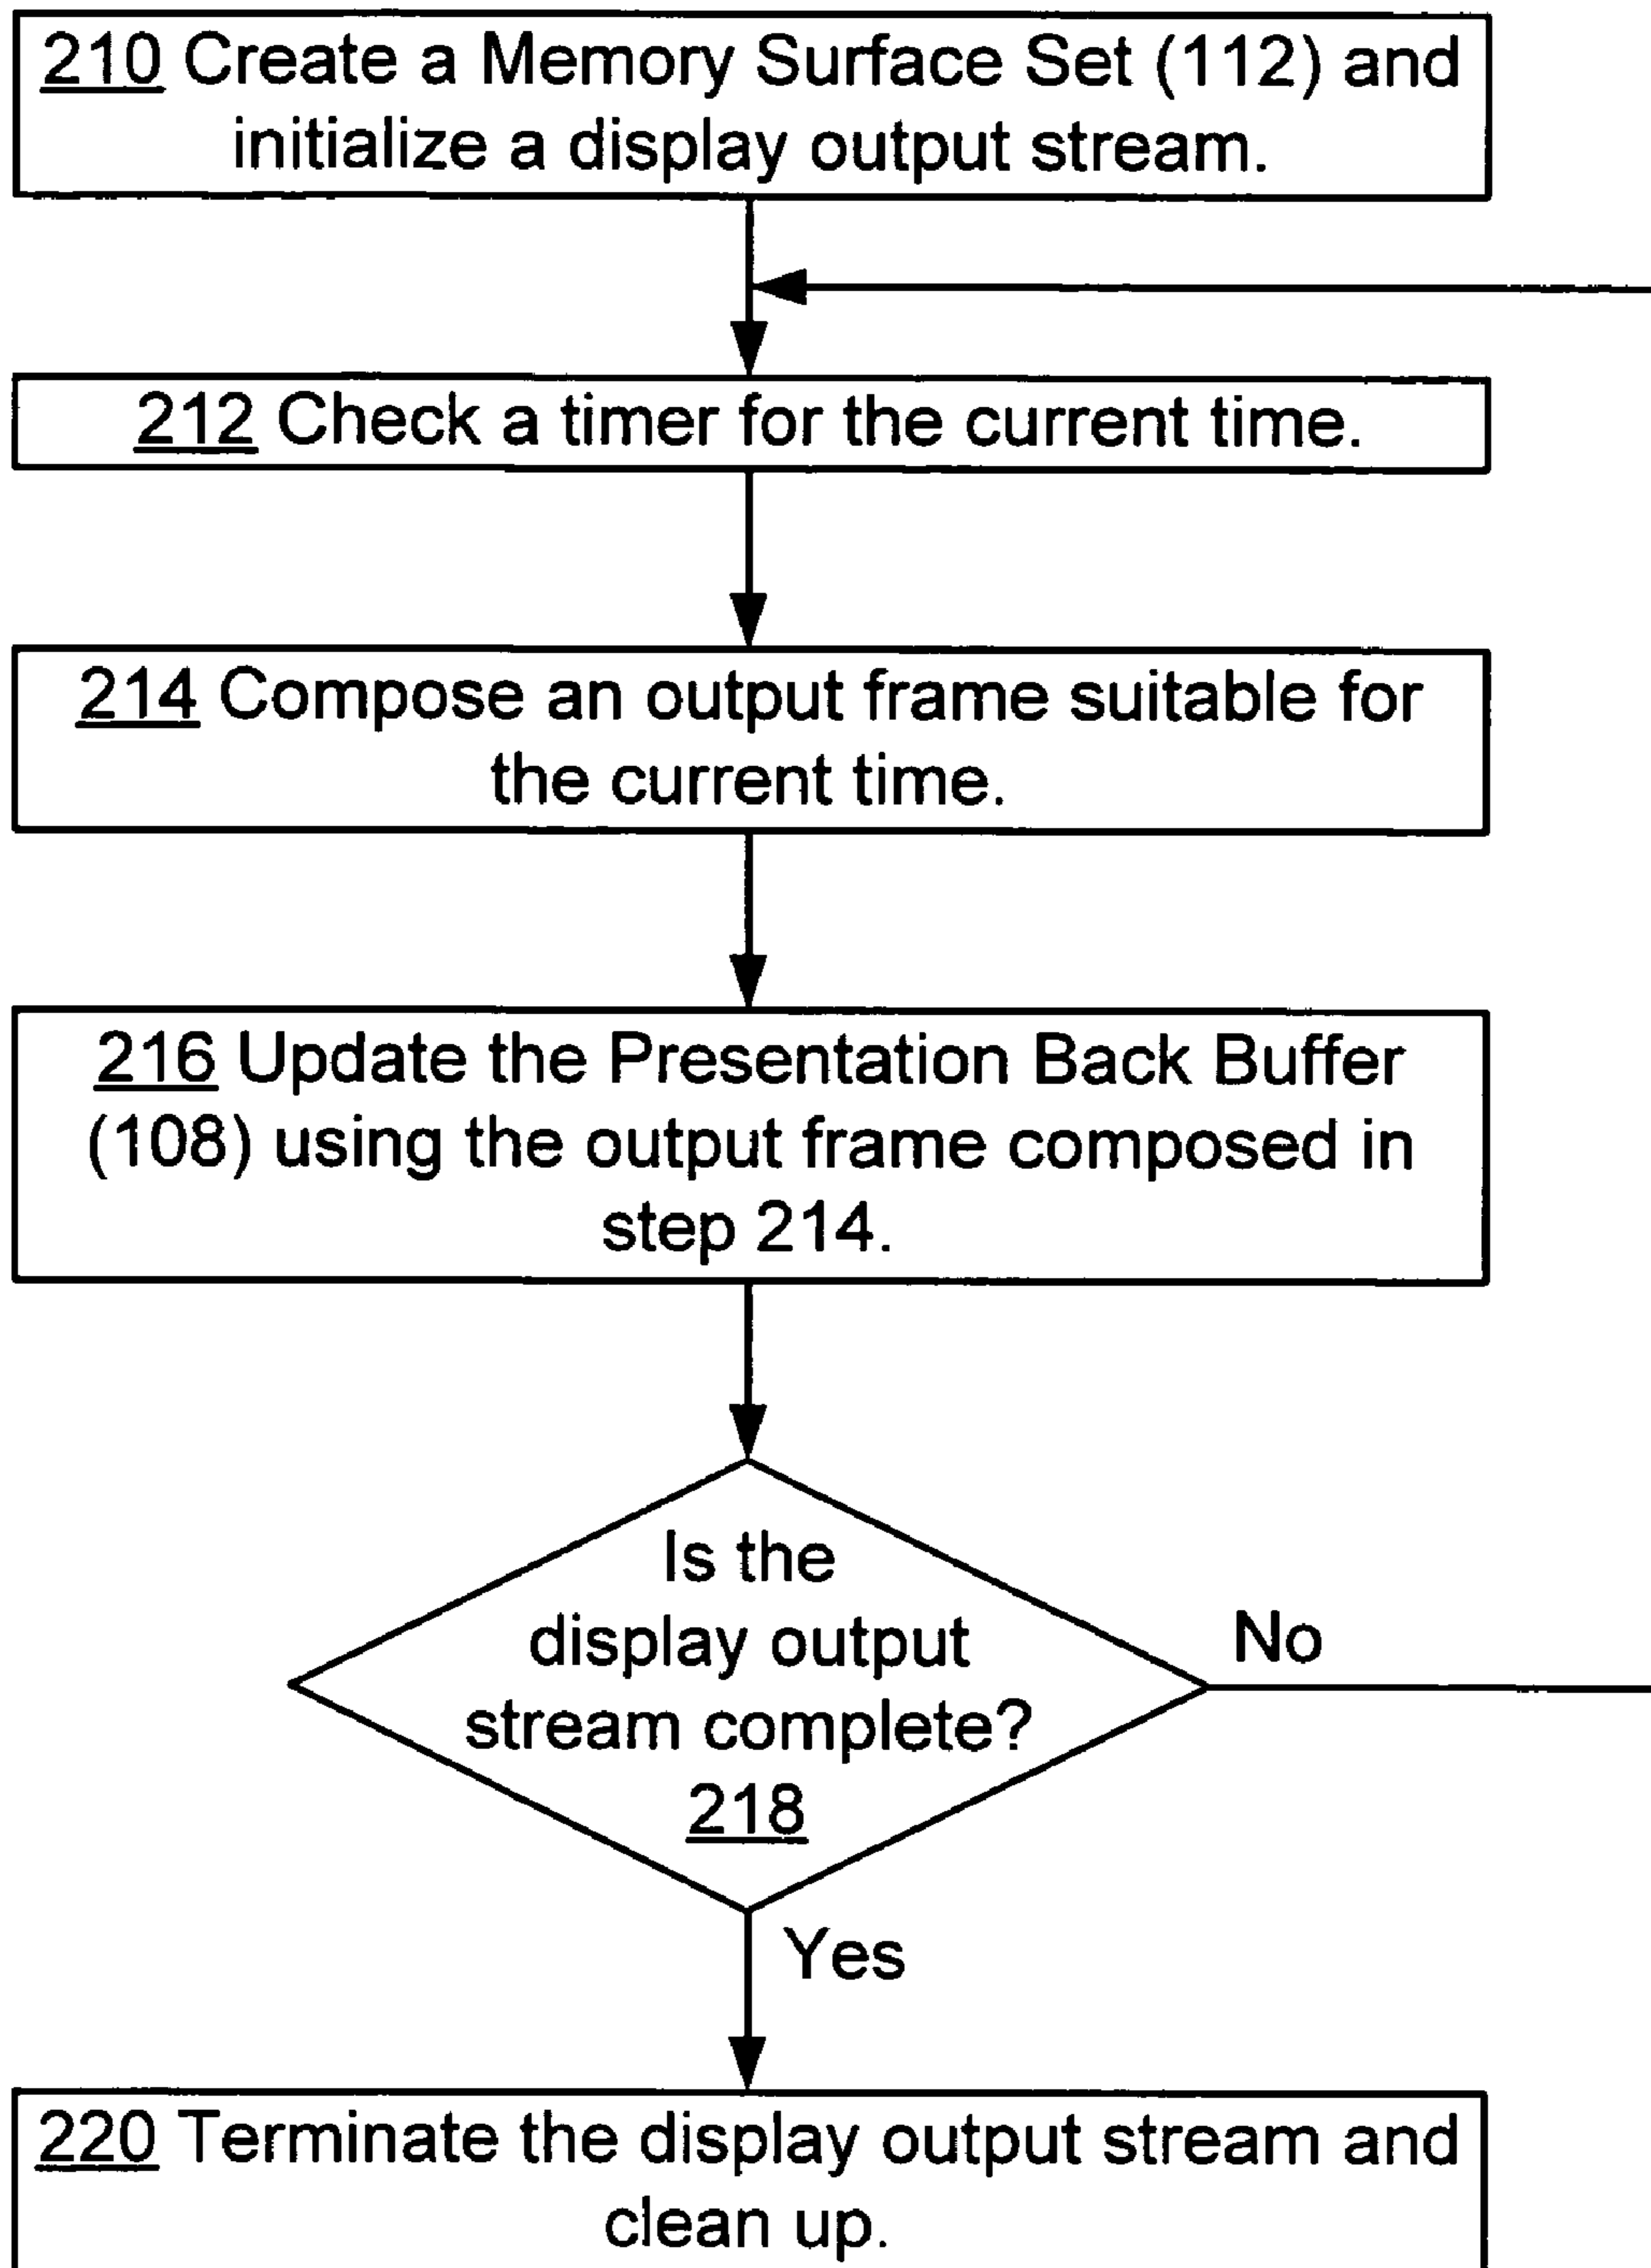 210 Create a Memory Surface Set (112) and
initialize a display output stream.
212 Check a timer for the current time.
214 Compose an output frame suitable for
the current time.
216 Update the Presentation Back Buffer
(108) using the output frame composed in
step 214.
Is the
display output
stream complete?
218
No
Yes
220 Terminate the display output stream and
clean up.